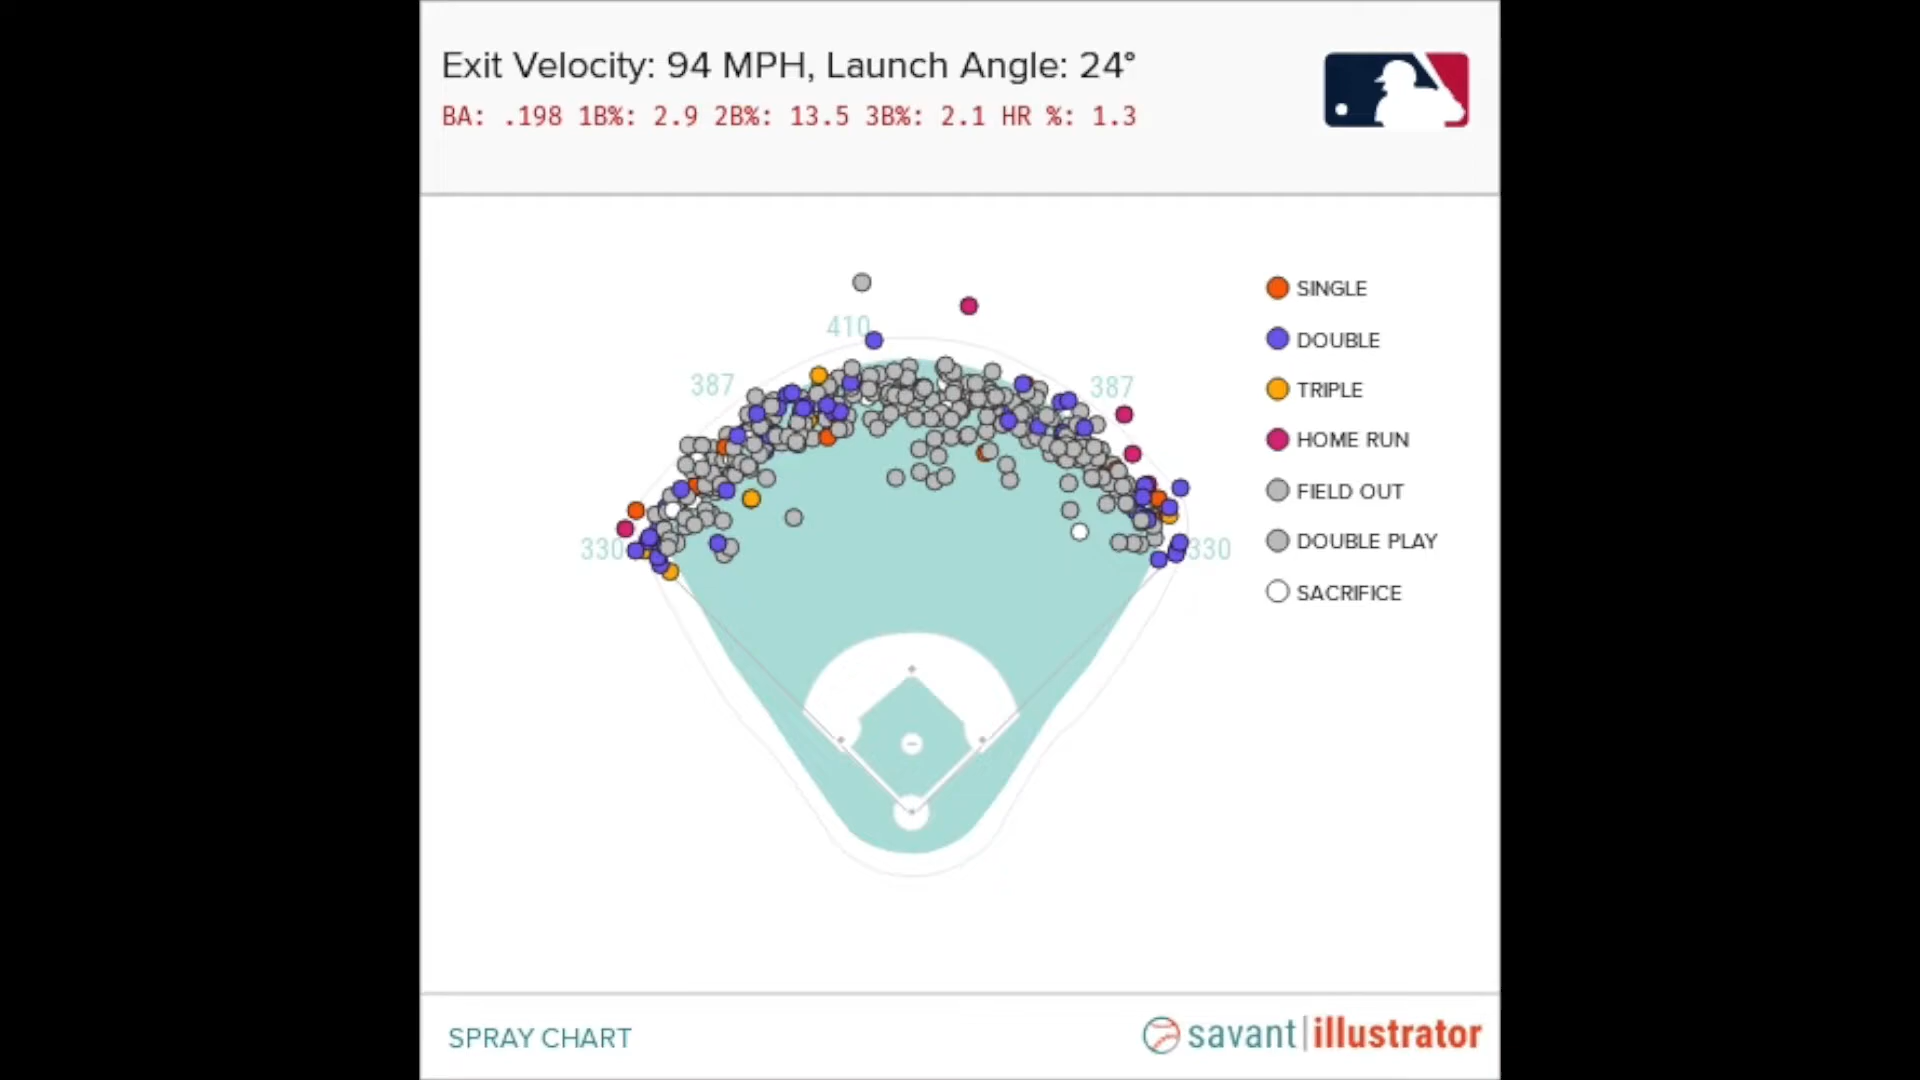 Exit Velocity: 94 MPH, Launch Angle: 24°
BA: .198 1B%: 2.9 2B%: 13.5 3B%: 2.1 HR %: 1.3
410
387
387
330
330
SINGLE
DOUBLE
TRIPLE
HOME RUN
FIELD OUT
DOUBLE PLAY
SACRIFICE
SPRAY CHART
savant|illustrator